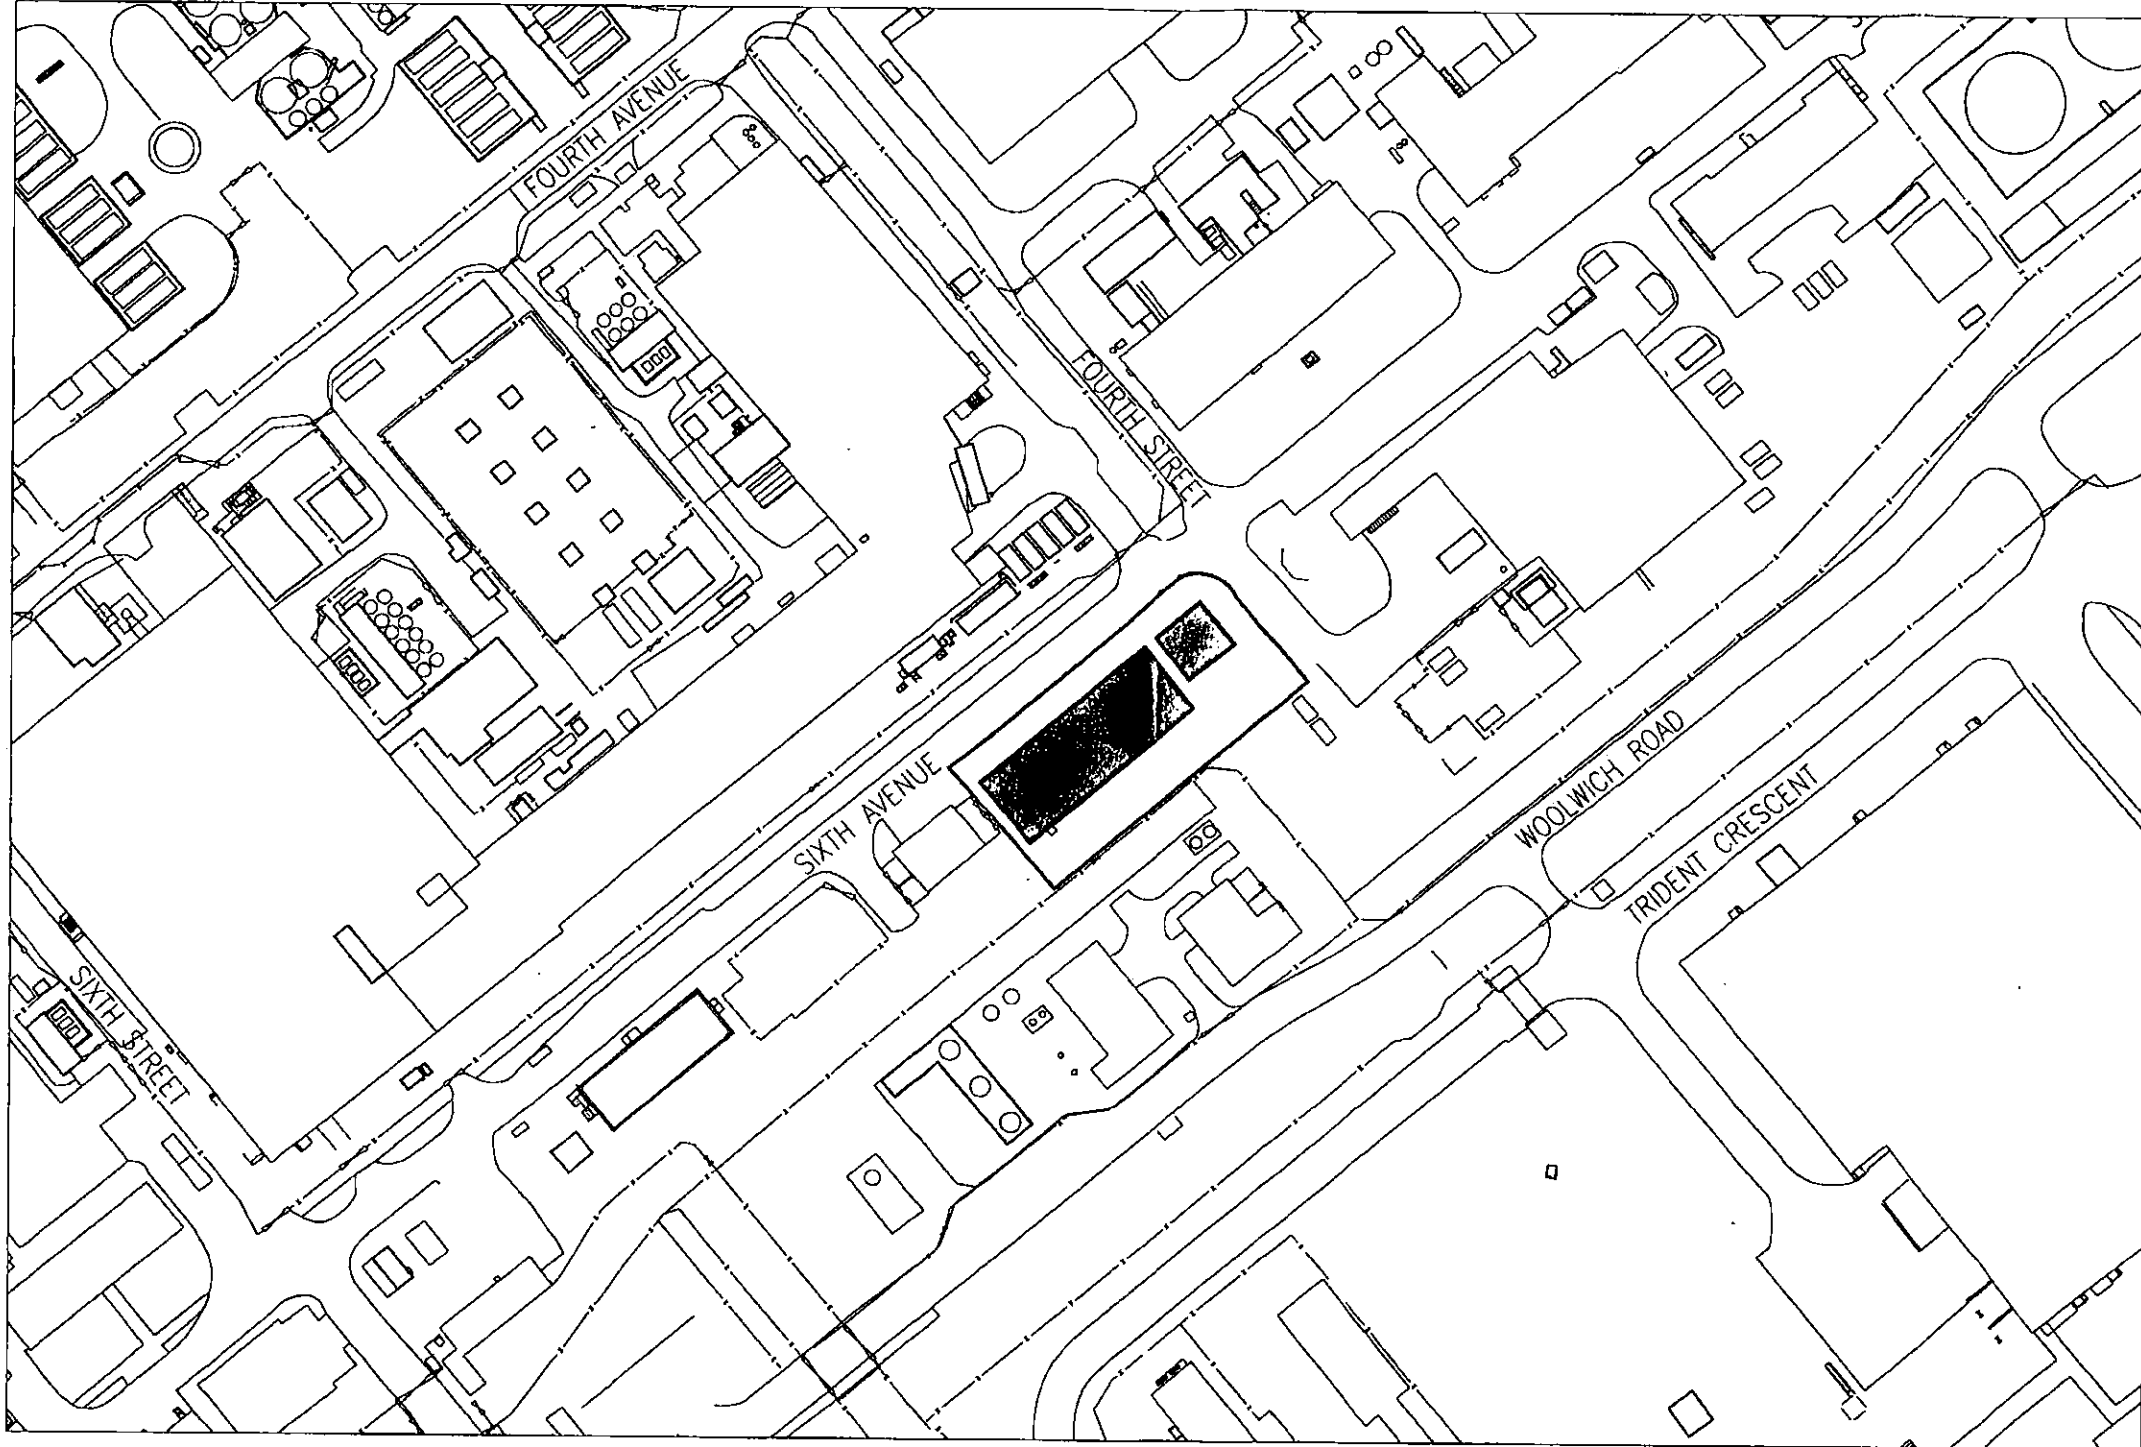 FOURTH AVENUE
FOURTH STREET
SIXTH AVENUE
WOOLWICH ROAD
TRIDENT CRESCENT
SIXTH STREET